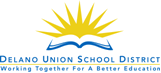 DELANO UNION SCHOOL DISTRICT
Working Together For A Better Education